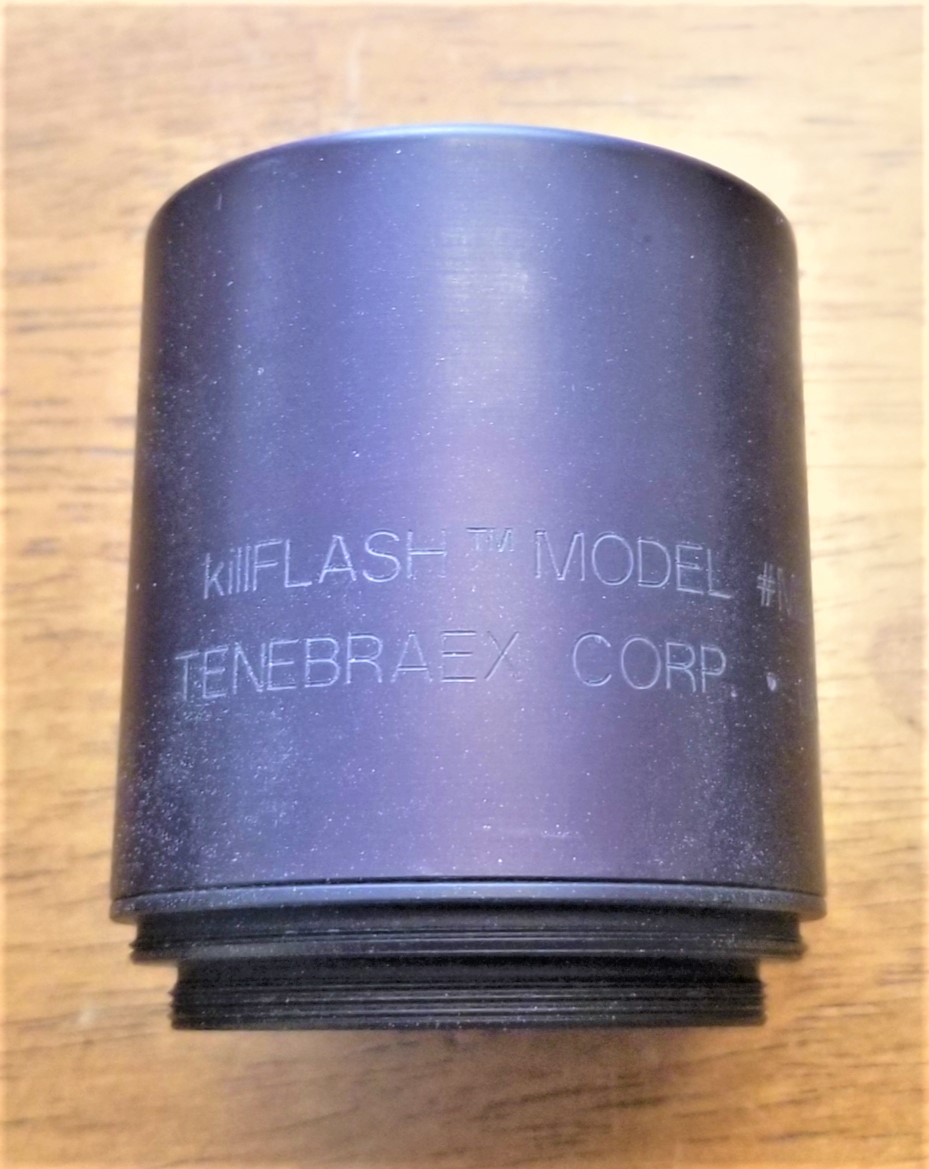 killFLASH™ MODEL #N
TENEBRAEX CORP.